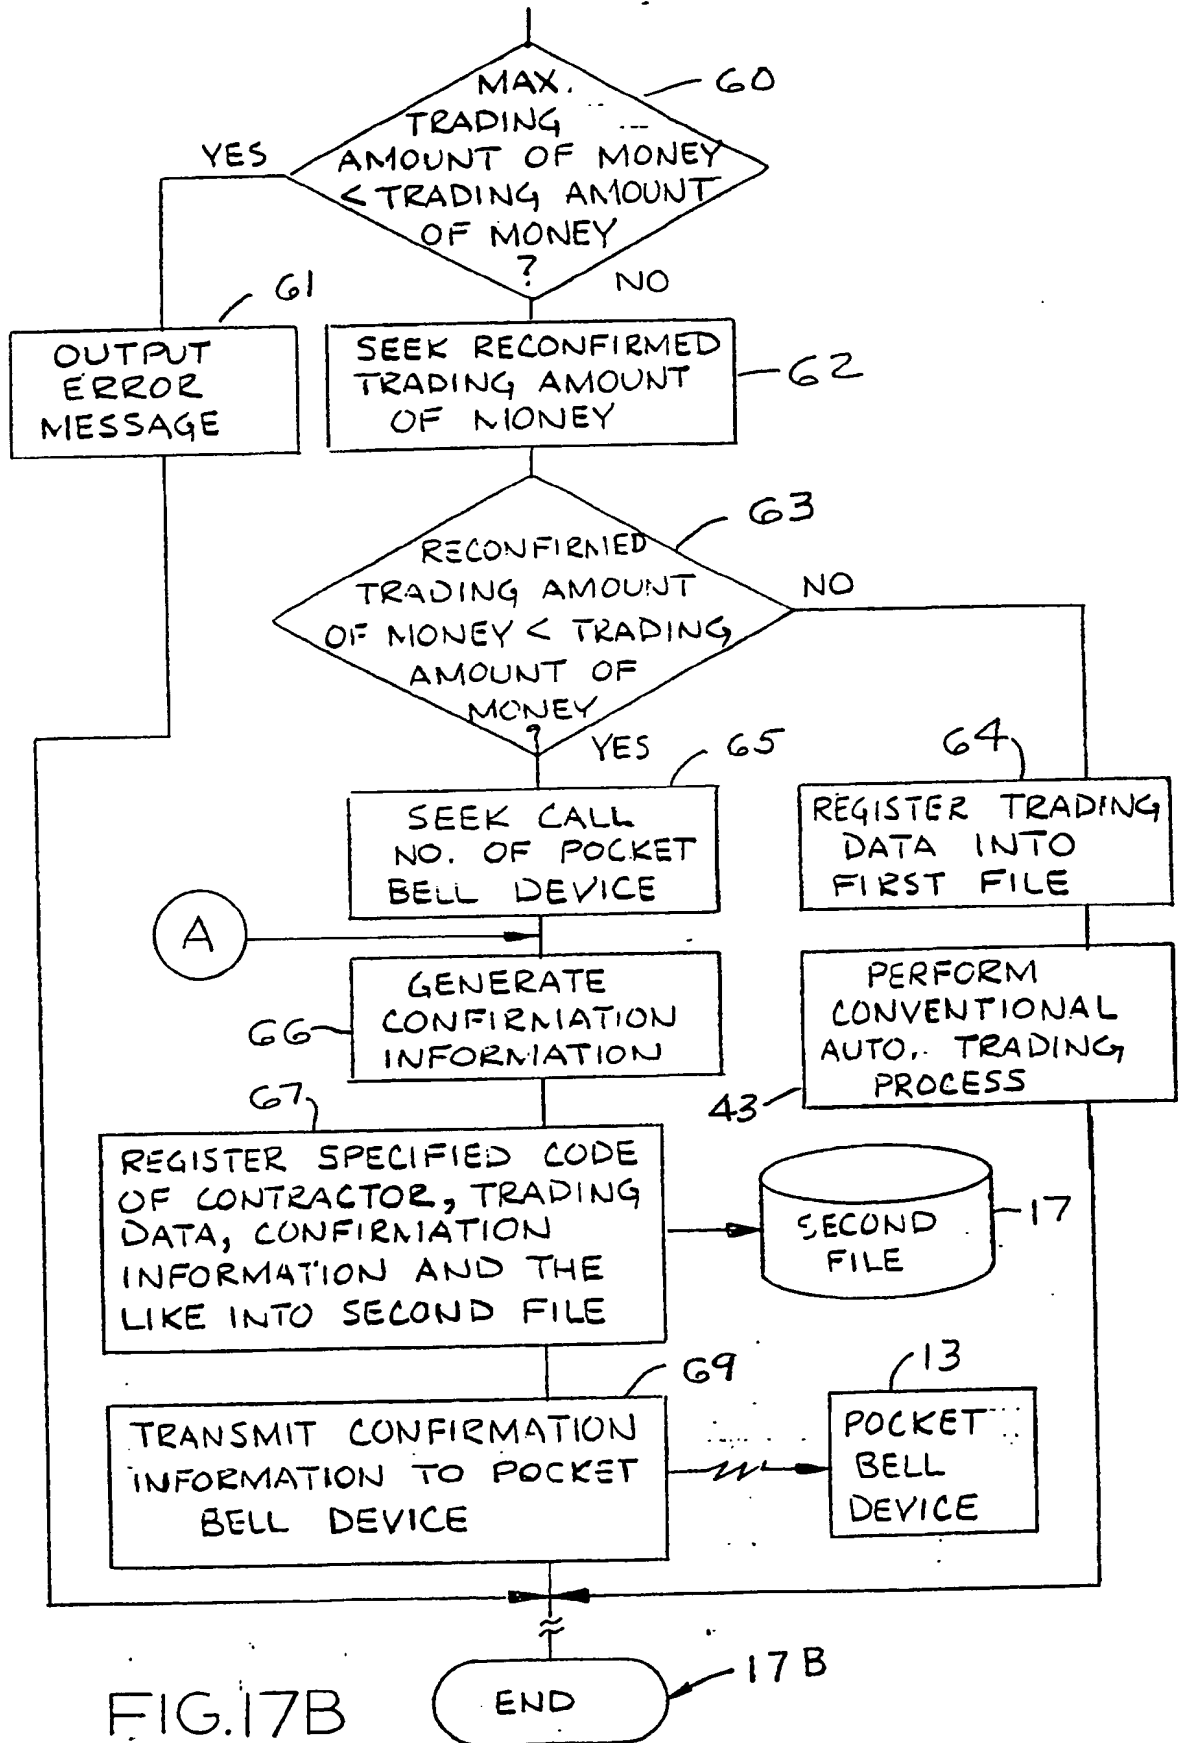 MAX.
TRADING
AMOUNT OF MONEY
< TRADING AMOUNT
OF MONEY
?
60
YES
NO
61
OUTPUT
ERROR
MESSAGE
SEEK RECONFIRMED
TRADING AMOUNT
OF MONEY
62
RECONFIRMED
TRADING AMOUNT
OF MONEY < TRADING
AMOUNT OF
MONEY
?
63
NO
YES
65
SEEK CALL
NO. OF POCKET
BELL DEVICE
64
REGISTER TRADING
DATA INTO
FIRST FILE
A
GENERATE
CONFIRMATION
INFORMATION
66
PERFORM
CONVENTIONAL
AUTO. TRADING
PROCESS
43
67
REGISTER SPECIFIED CODE
OF CONTRACTOR, TRADING
DATA, CONFIRMATION
INFORMATION AND THE
LIKE INTO SECOND FILE
SECOND
FILE
17
69
TRANSMIT CONFIRMATION
INFORMATION TO POCKET
BELL DEVICE
13
POCKET
BELL
DEVICE
END
17B
FIG.17B